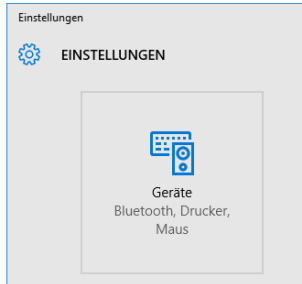 Einstellungen
EINSTELLUNGEN
Geräte
Bluetooth, Drucker,
Maus